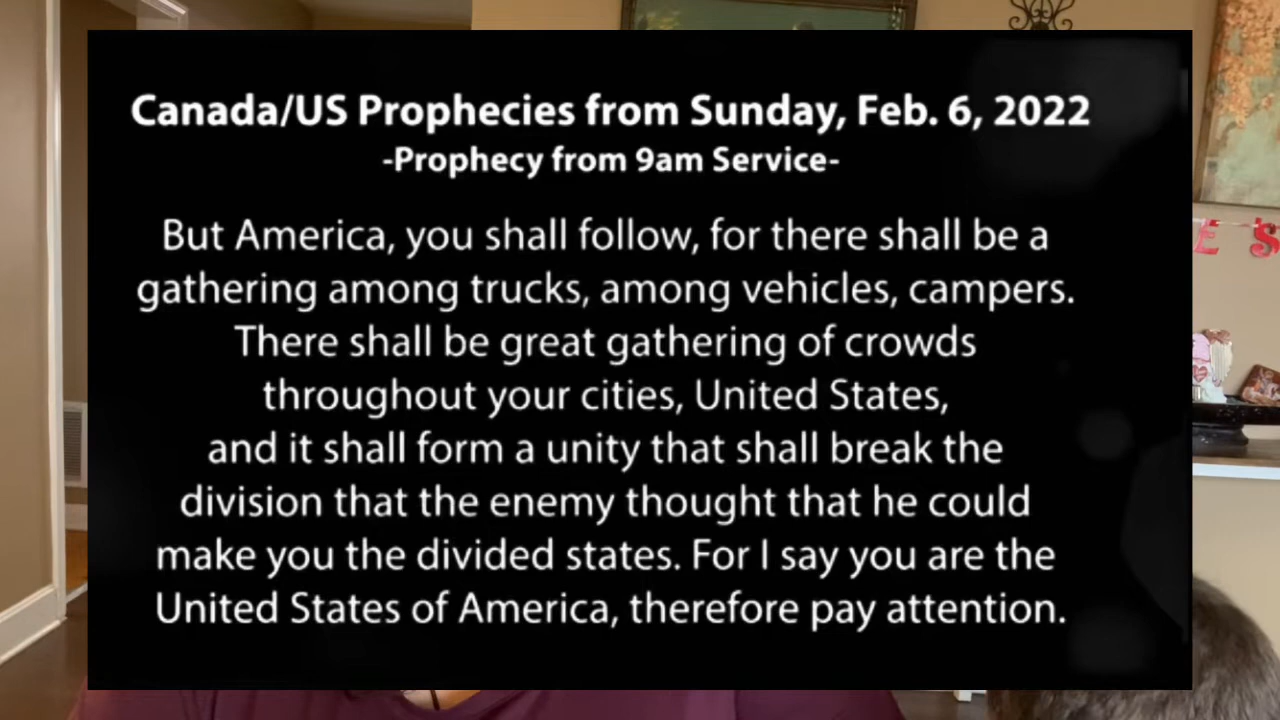 Canada/US Prophecies from Sunday, Feb. 6, 2022
-Prophecy from 9am Service-
But America, you shall follow, for there shall be a
gathering among trucks, among vehicles, campers.
There shall be great gathering of crowds
throughout your cities, United States,
and it shall form a unity that shall break the
division that the enemy thought that he could
make you the divided states. For I say you are the
United States of America, therefore pay attention.
E S